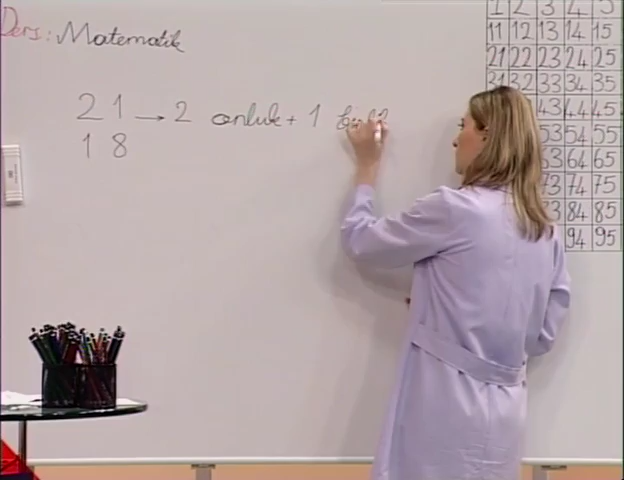 Ders: Matematik
21 → 2 onluk + 1
18
1 2 3 4 5
11 12 13 14 15
21 22 23 24 25
31 32 33 34 35
43 44 45
53 54 55
63 64 65
73 74 75
83 84 85
94 95